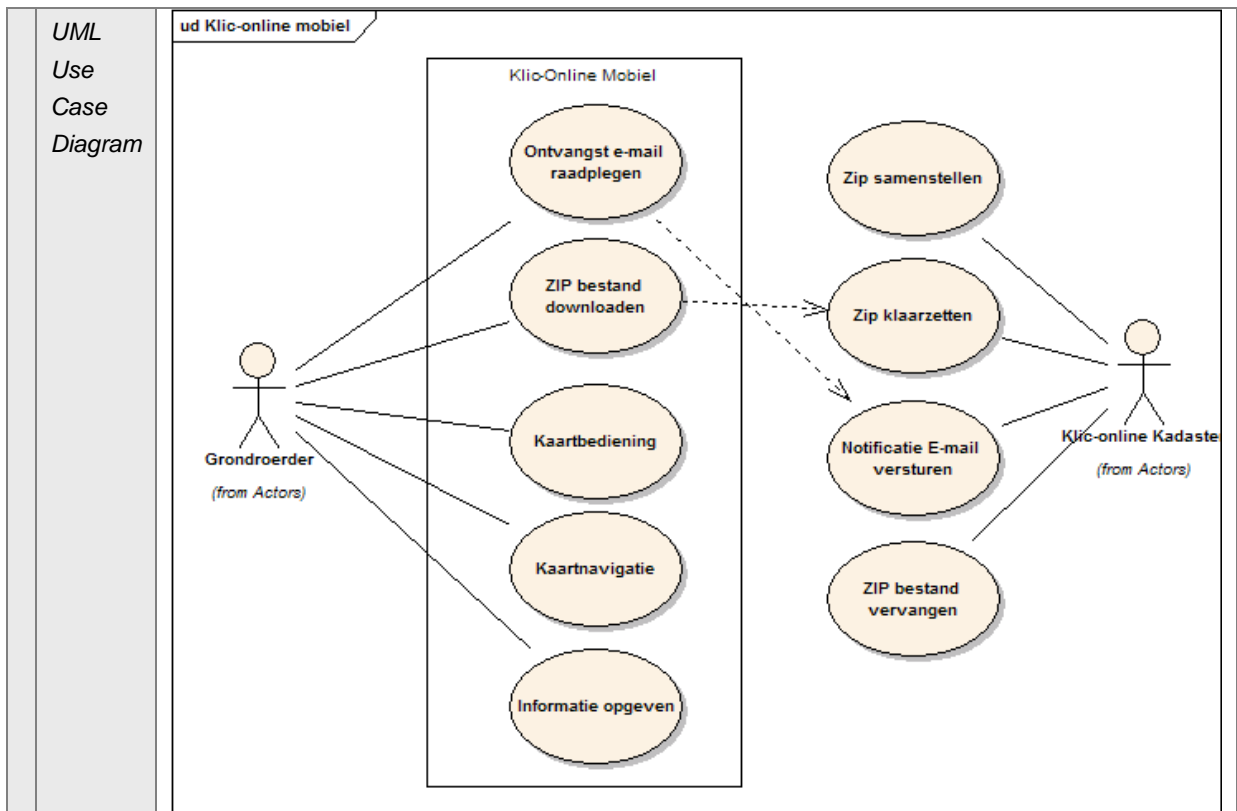 UML
Use
Case
Diagram
ud Klic-online mobiel
Klic-Online Mobiel
Ontvangst e-mail
raadplegen
ZIP bestand
downloaden
Kaartbediening
Kaartnavigatie
Informatie opgeven
Grondroerder
(from Actors)
Zip samenstellen
Zip klaarzetten
Notificatie E-mail
versturen
ZIP bestand
vervangen
Klic-online Kadaste
(from Actors)